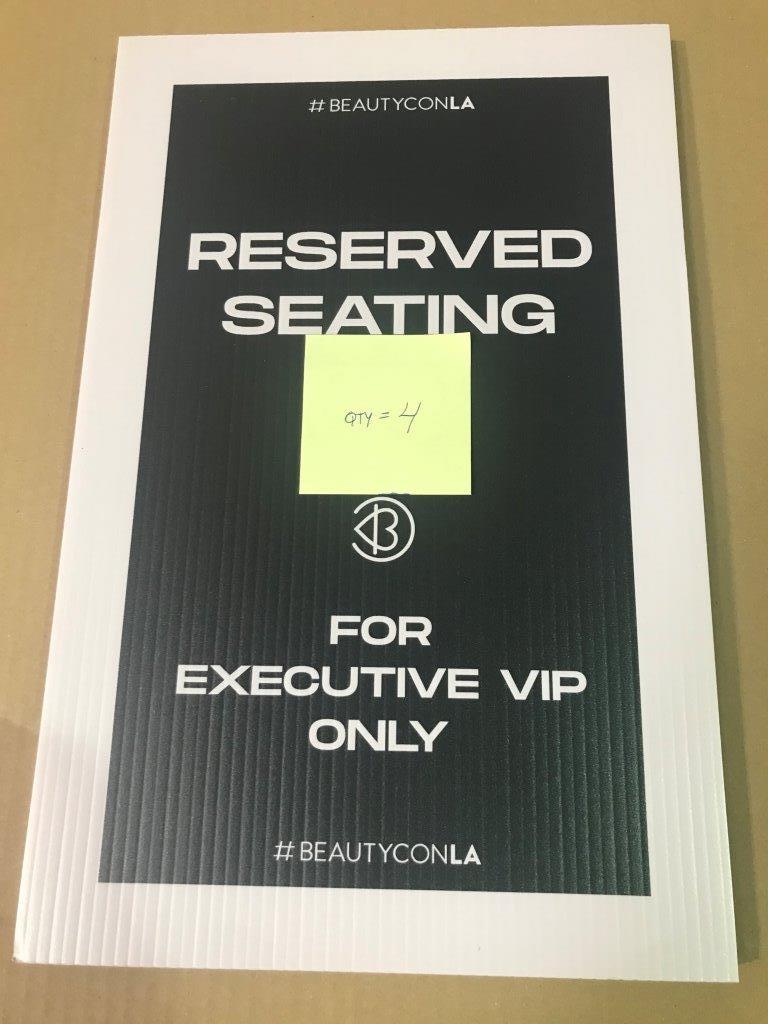 #BEAUTYCONLA
RESERVED
SEATING
QTY = 4
B
FOR
EXECUTIVE VIP
ONLY
#BEAUTYCONLA